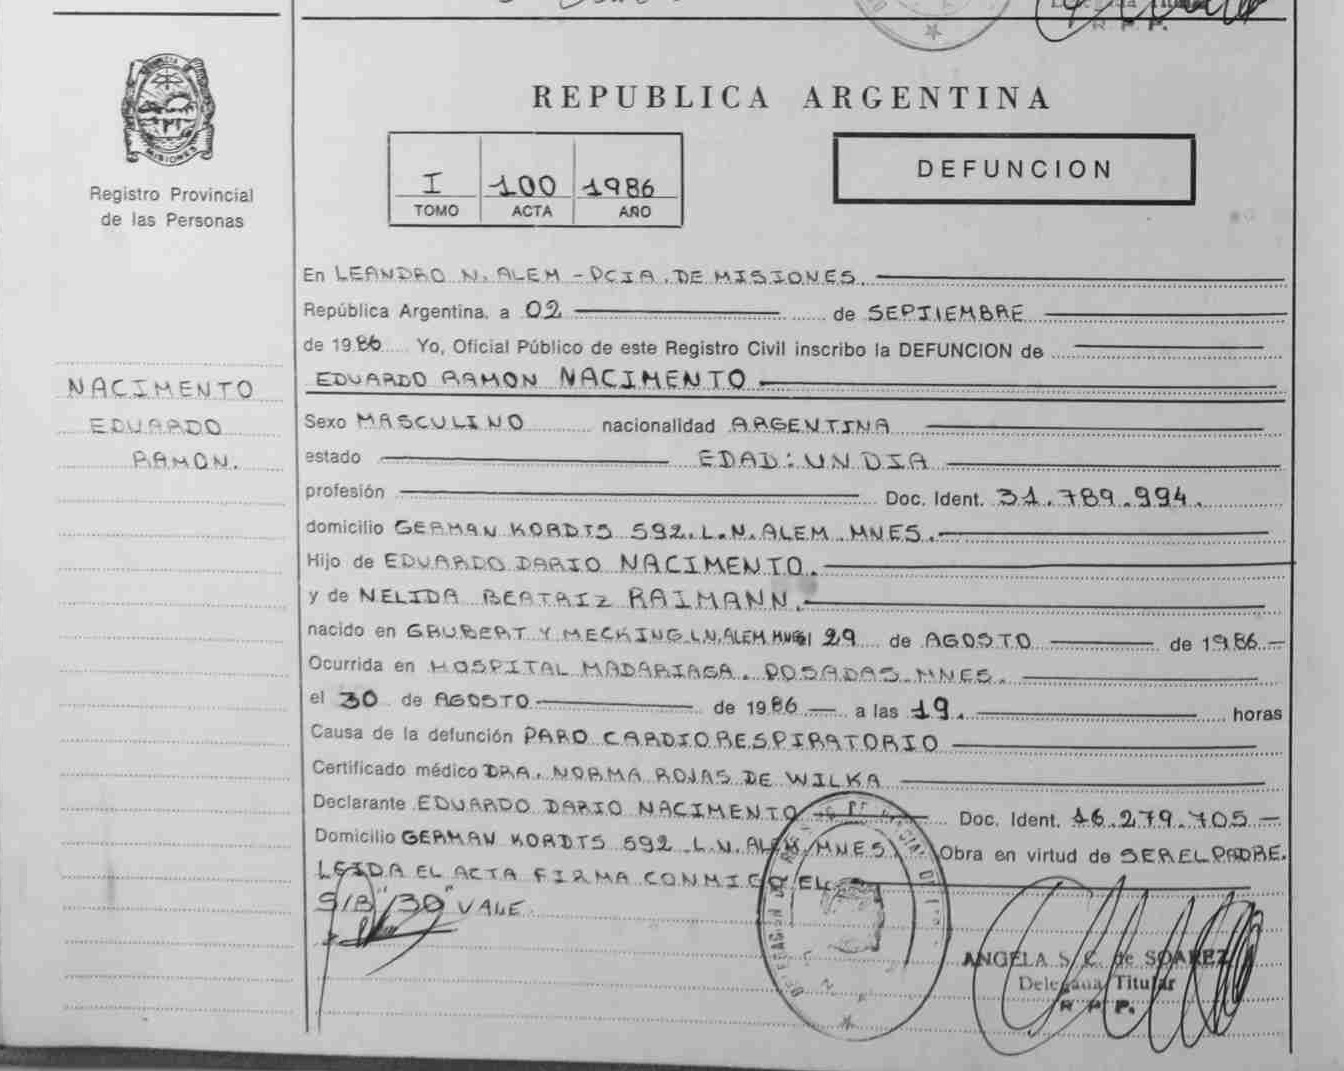 MISIONES
Registro Provincial
de las Personas
NACIMENTO
EDUARDO
RAMON.
REPUBLICA ARGENTINA
I 100 1986
TOMO ACTA AÑO
DEFUNCION
En LEANDRO N. ALEM - PCIA. DE MISIONES.
República Argentina, a 02 de SEPTIEMBRE
de 1986 Yo, Oficial Público de este Registro Civil inscribo la DEFUNCION de
EDUARDO RAMON NACIMENTO
Sexo MASCULINO nacionalidad ARGENTINA
estado EDAD: UN DIA
profesión Doc. Ident. 31.789.994.
domicilio GERMAN KORDTS 592. L.N. ALEM. MNES.
Hijo de EDUARDO DARIO NACIMENTO.
y de NELIDA BEATRIZ RAIMANN.
nacido en GRUBERT Y MECKING L.N. ALEM 29 de AGOSTO de 1986.-
Ocurrida en HOSPITAL MADARIAGA. POSADAS. MNES.
el 30 de AGOSTO de 1986 a las 19. horas
Causa de la defunción PARO CARDIORESPIRATORIO
Certificado médico DRA. NORMA ROJAS DE WILKA
Declarante EDUARDO DARIO NACIMENTO Doc. Ident. 16.279.705 -
Domicilio GERMAN KORDTS 592. L.N. ALEM MNES. Obra en virtud de SER EL PADRE.
LEIDA EL ACTA FIRMA CONMIGO EL
S/B "30" VALE.
ANGELA S. C. de SOAREZ
Delegada Titular
R. P. P.